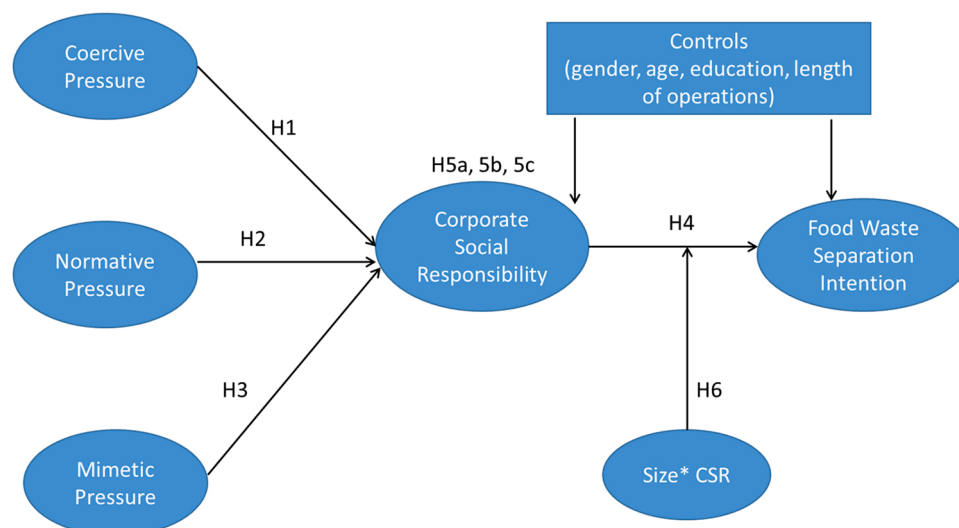 Coercive
Pressure
Controls
(gender, age, education, length
of operations)
H1
H5a, 5b, 5c
Normative
Pressure
H2
Corporate
Social
Responsibility
H4
Food Waste
Separation
Intention
H3
H6
Mimetic
Pressure
Size* CSR